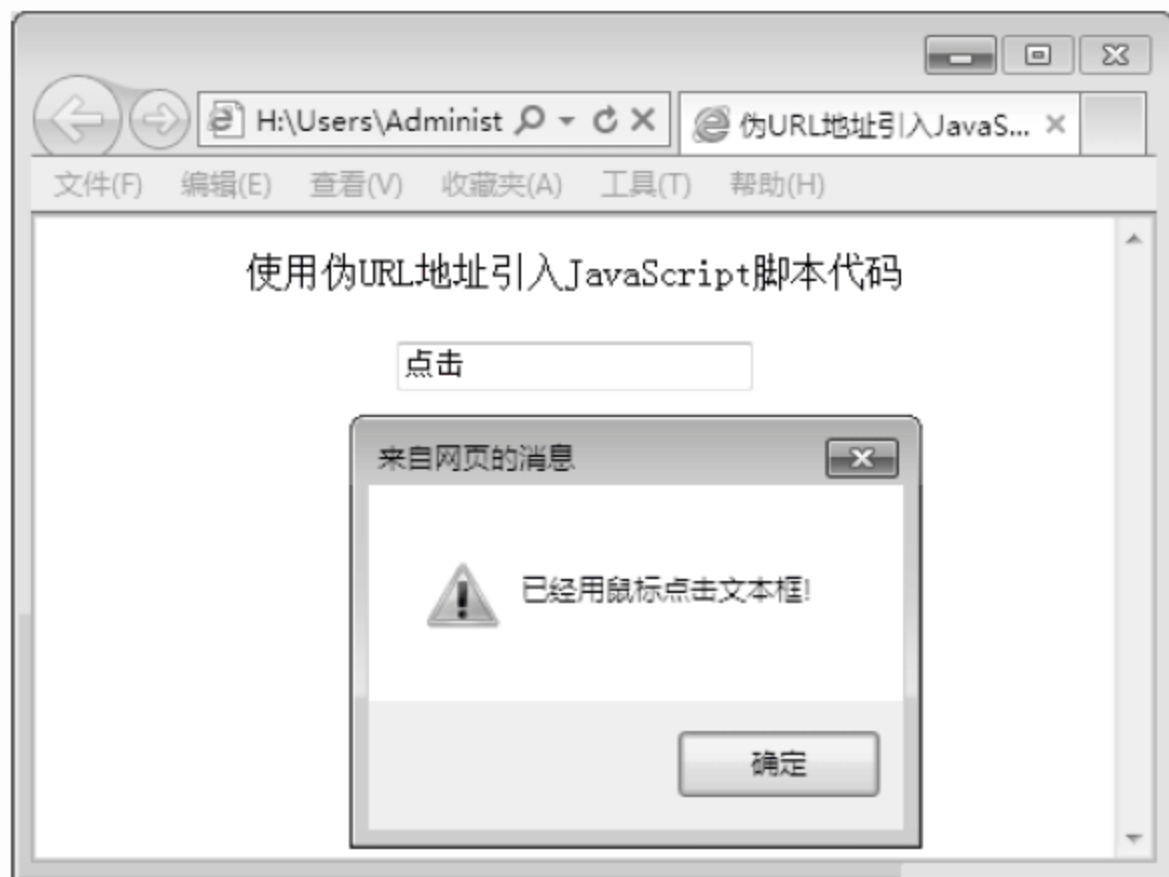 H:\Users\Administ
伪URL地址引入JavaS...
文件(F) 编辑(E) 查看(V) 收藏夹(A) 工具(T) 帮助(H)
使用伪URL地址引入JavaScript脚本代码
点击
来自网页的消息
已经用鼠标点击文本框!
确定